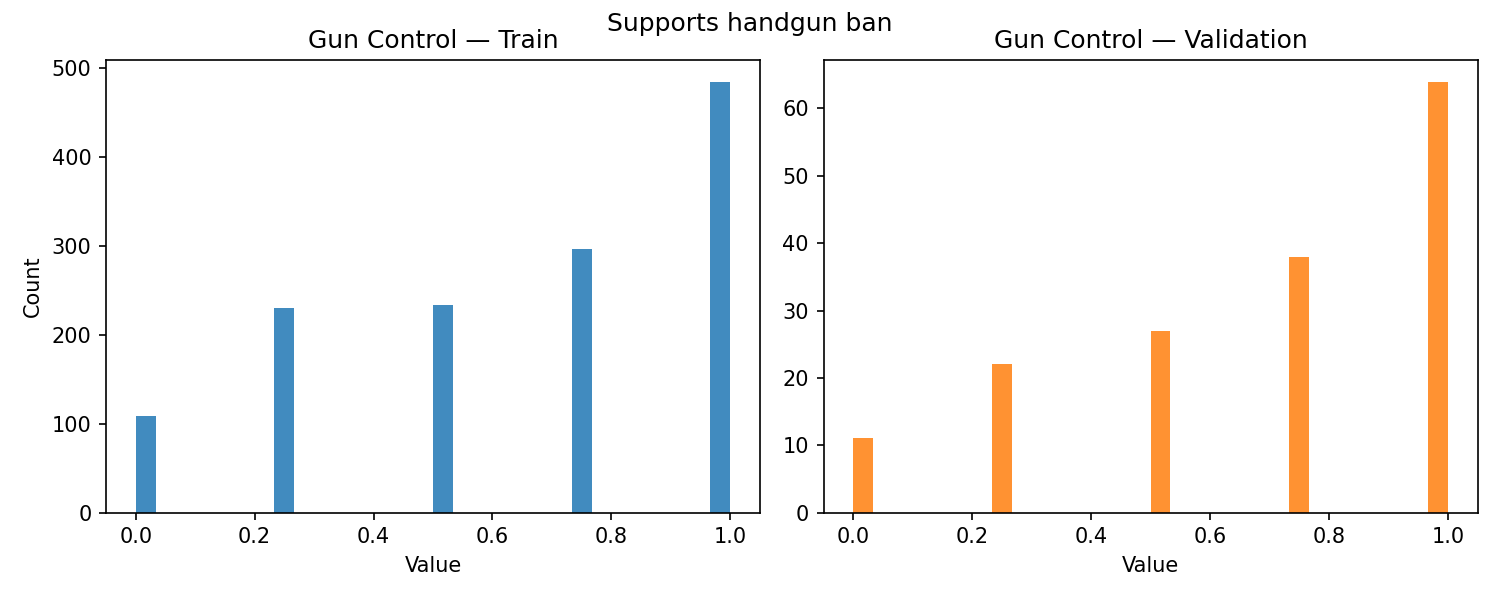 Supports handgun ban
Gun Control — Train
500
400
300
200
100
0
Count
0.0 0.2 0.4 0.6 0.8 1.0
Value
Gun Control — Validation
60
50
40
30
20
10
0
0.0 0.2 0.4 0.6 0.8 1.0
Value